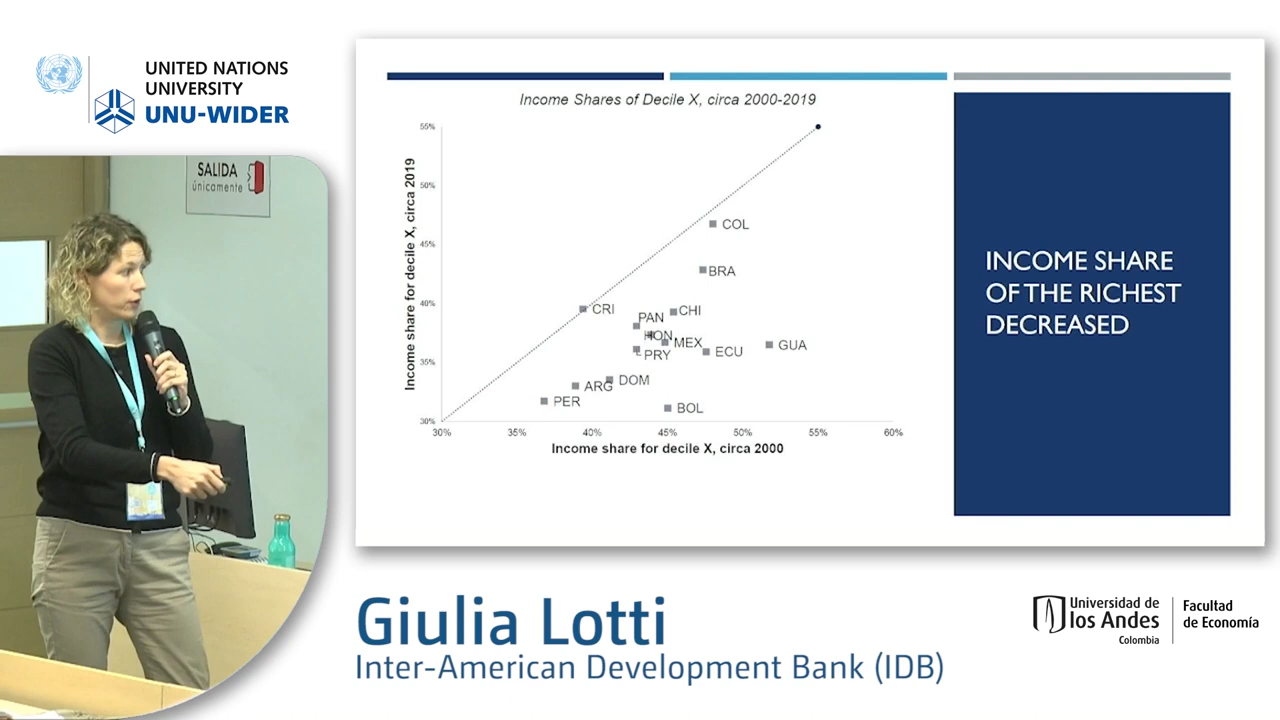 UNITED NATIONS
UNIVERSITY
UNU-WIDER
SALIDA
únicamente
Income Shares of Decile X, circa 2000-2019
Income share for decile X, circa 2019
55%
50%
45%
40%
35%
30%
COL
BRA
CRI
PAN
CHI
HON
MEX
PRY
ECU
GUA
DOM
ARG
PER
BOL
30%
35%
40%
45%
50%
55%
60%
Income share for decile X, circa 2000
INCOME SHARE
OF THE RICHEST
DECREASED
Giulia Lotti
Inter-American Development Bank (IDB)
Universidad de
los Andes
Colombia
Facultad
de Economía